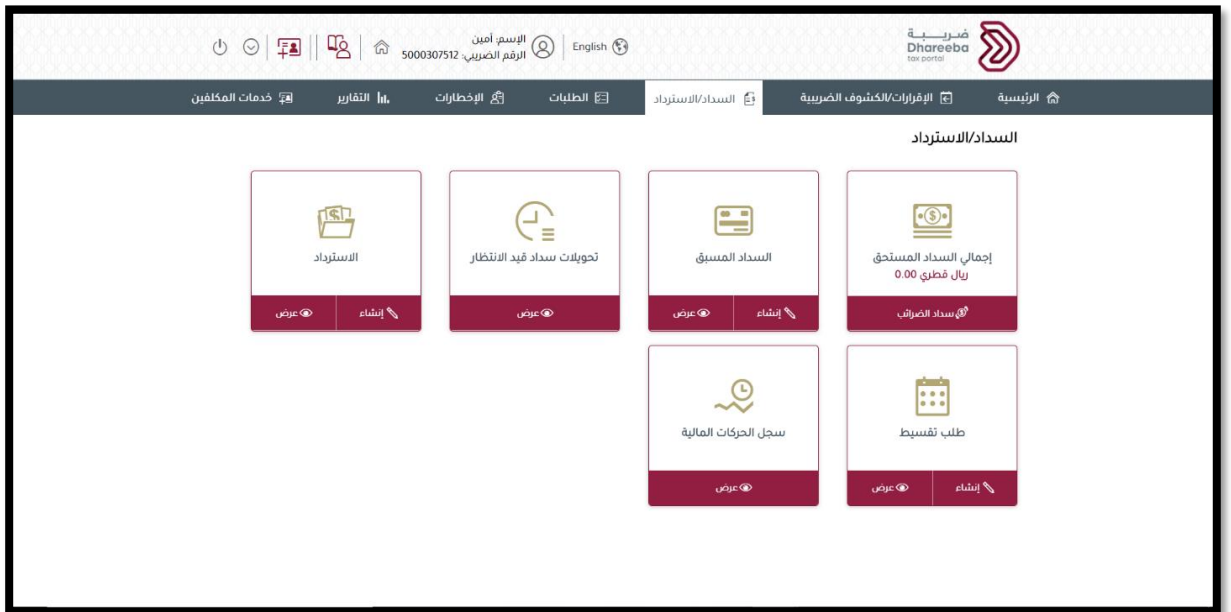 ضريبة
Dhareeba
tax portal
English
الإسم: أمين
الرقم الضريبي: 5000307512
الرئيسية
الإقرارات/الكشوف الضريبية
السداد/الاسترداد
الطلبات
الإخطارات
التقارير
خدمات المكلفين
السداد/الاسترداد
إجمالي السداد المستحق
ريال قطري 0.00
سداد الضرائب
السداد المسبق
إنشاء
عرض
تحويلات سداد قيد الانتظار
عرض
الاسترداد
إنشاء
عرض
طلب تقسيط
إنشاء
عرض
سجل الحركات المالية
عرض